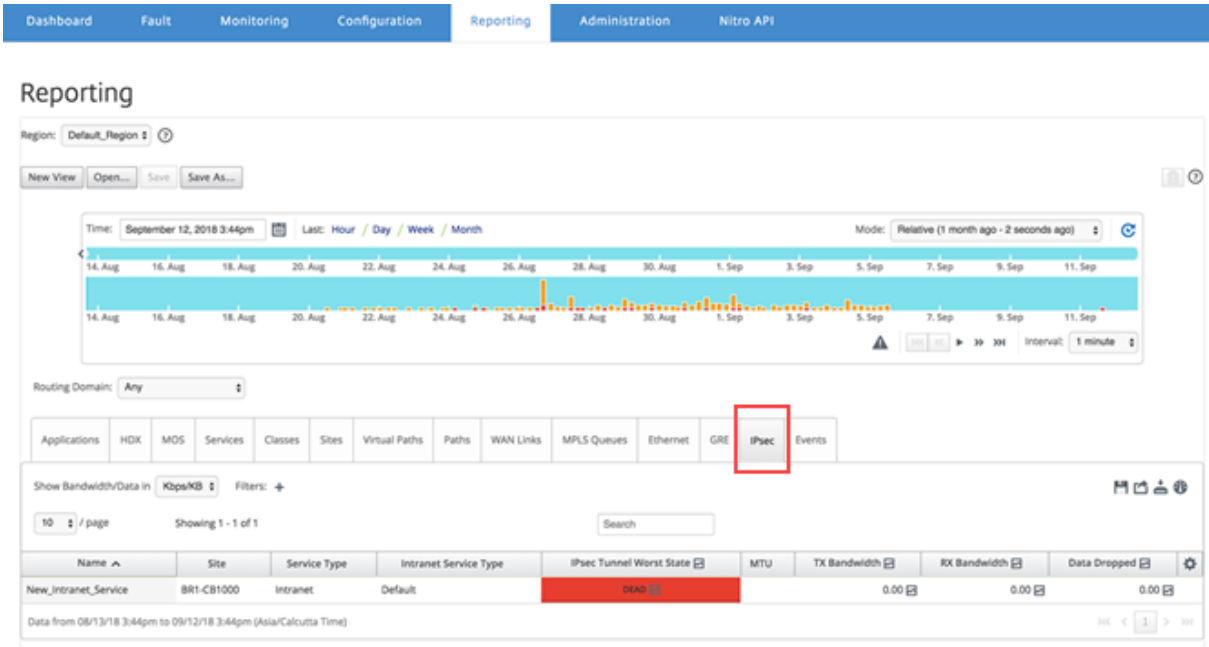 Dashboard Fault Monitoring Configuration Reporting Administration Nitro API
Reporting
Region: Default_Region
New View Open... Save Save As...
Time: September 12, 2018 3:44pm Last: Hour / Day / Week / Month Mode: Relative (1 month ago - 2 seconds ago)
14. Aug 16. Aug 18. Aug 20. Aug 22. Aug 24. Aug 26. Aug 28. Aug 30. Aug 1. Sep 3. Sep 5. Sep 7. Sep 9. Sep 11. Sep
14. Aug 16. Aug 18. Aug 20. Aug 22. Aug 24. Aug 26. Aug 28. Aug 30. Aug 1. Sep 3. Sep 5. Sep 7. Sep 9. Sep 11. Sep
Interval: 1 minute
Routing Domain: Any
Applications HDX MOS Services Classes Sites Virtual Paths Paths WAN Links MPLS Queues Ethernet GRE IPsec Events
Show Bandwidth/Data in Kbps/KB Filters: +
10 / page Showing 1 - 1 of 1 Search
Name Site Service Type Intranet Service Type IPsec Tunnel Worst State MTU TX Bandwidth RX Bandwidth Data Dropped
New_Intranet_Service BR1-CB1000 Intranet Default DEAD 0.00 0.00 0.00
Data from 08/13/18 3:44pm to 09/12/18 3:44pm (Asia/Calcutta Time) 1